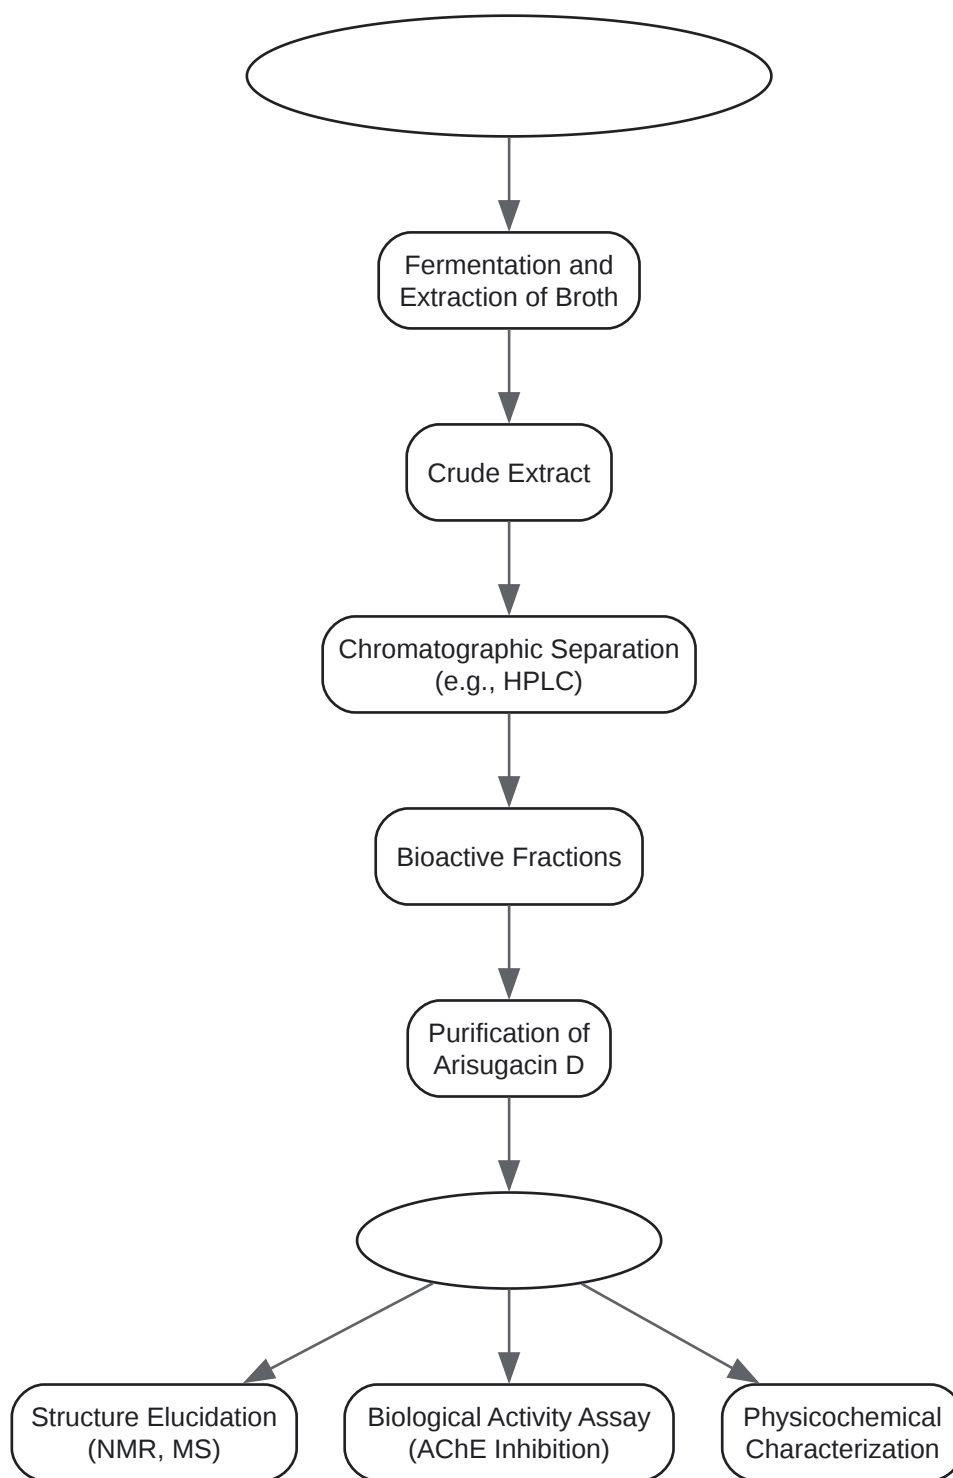 Fermentation and
Extraction of Broth
Crude Extract
Chromatographic Separation
(e.g., HPLC)
Bioactive Fractions
Purification of
Arisugacin D
Structure Elucidation
(NMR, MS)
Biological Activity Assay
(AChE Inhibition)
Physicochemical
Characterization